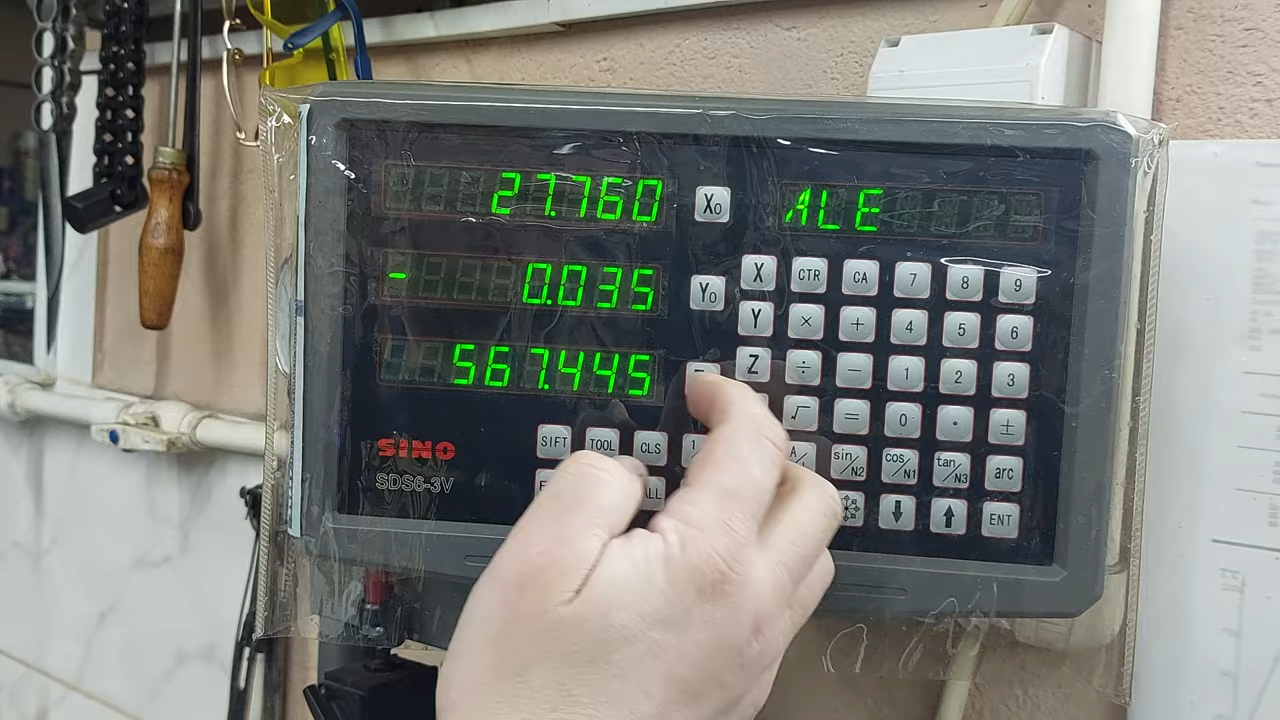 27.760
X₀
ALE
- 0.035
Y₀
567.445
X CTR CA 7 8 9
Y × + 4 5 6
Z ÷ − 1 2 3
√ = 0 . ±
SINO
SDS6-3V
SIFT TOOL CLS
sin/N2 cos/N1 tan/N3 arc
⬇ ⬆ ENT